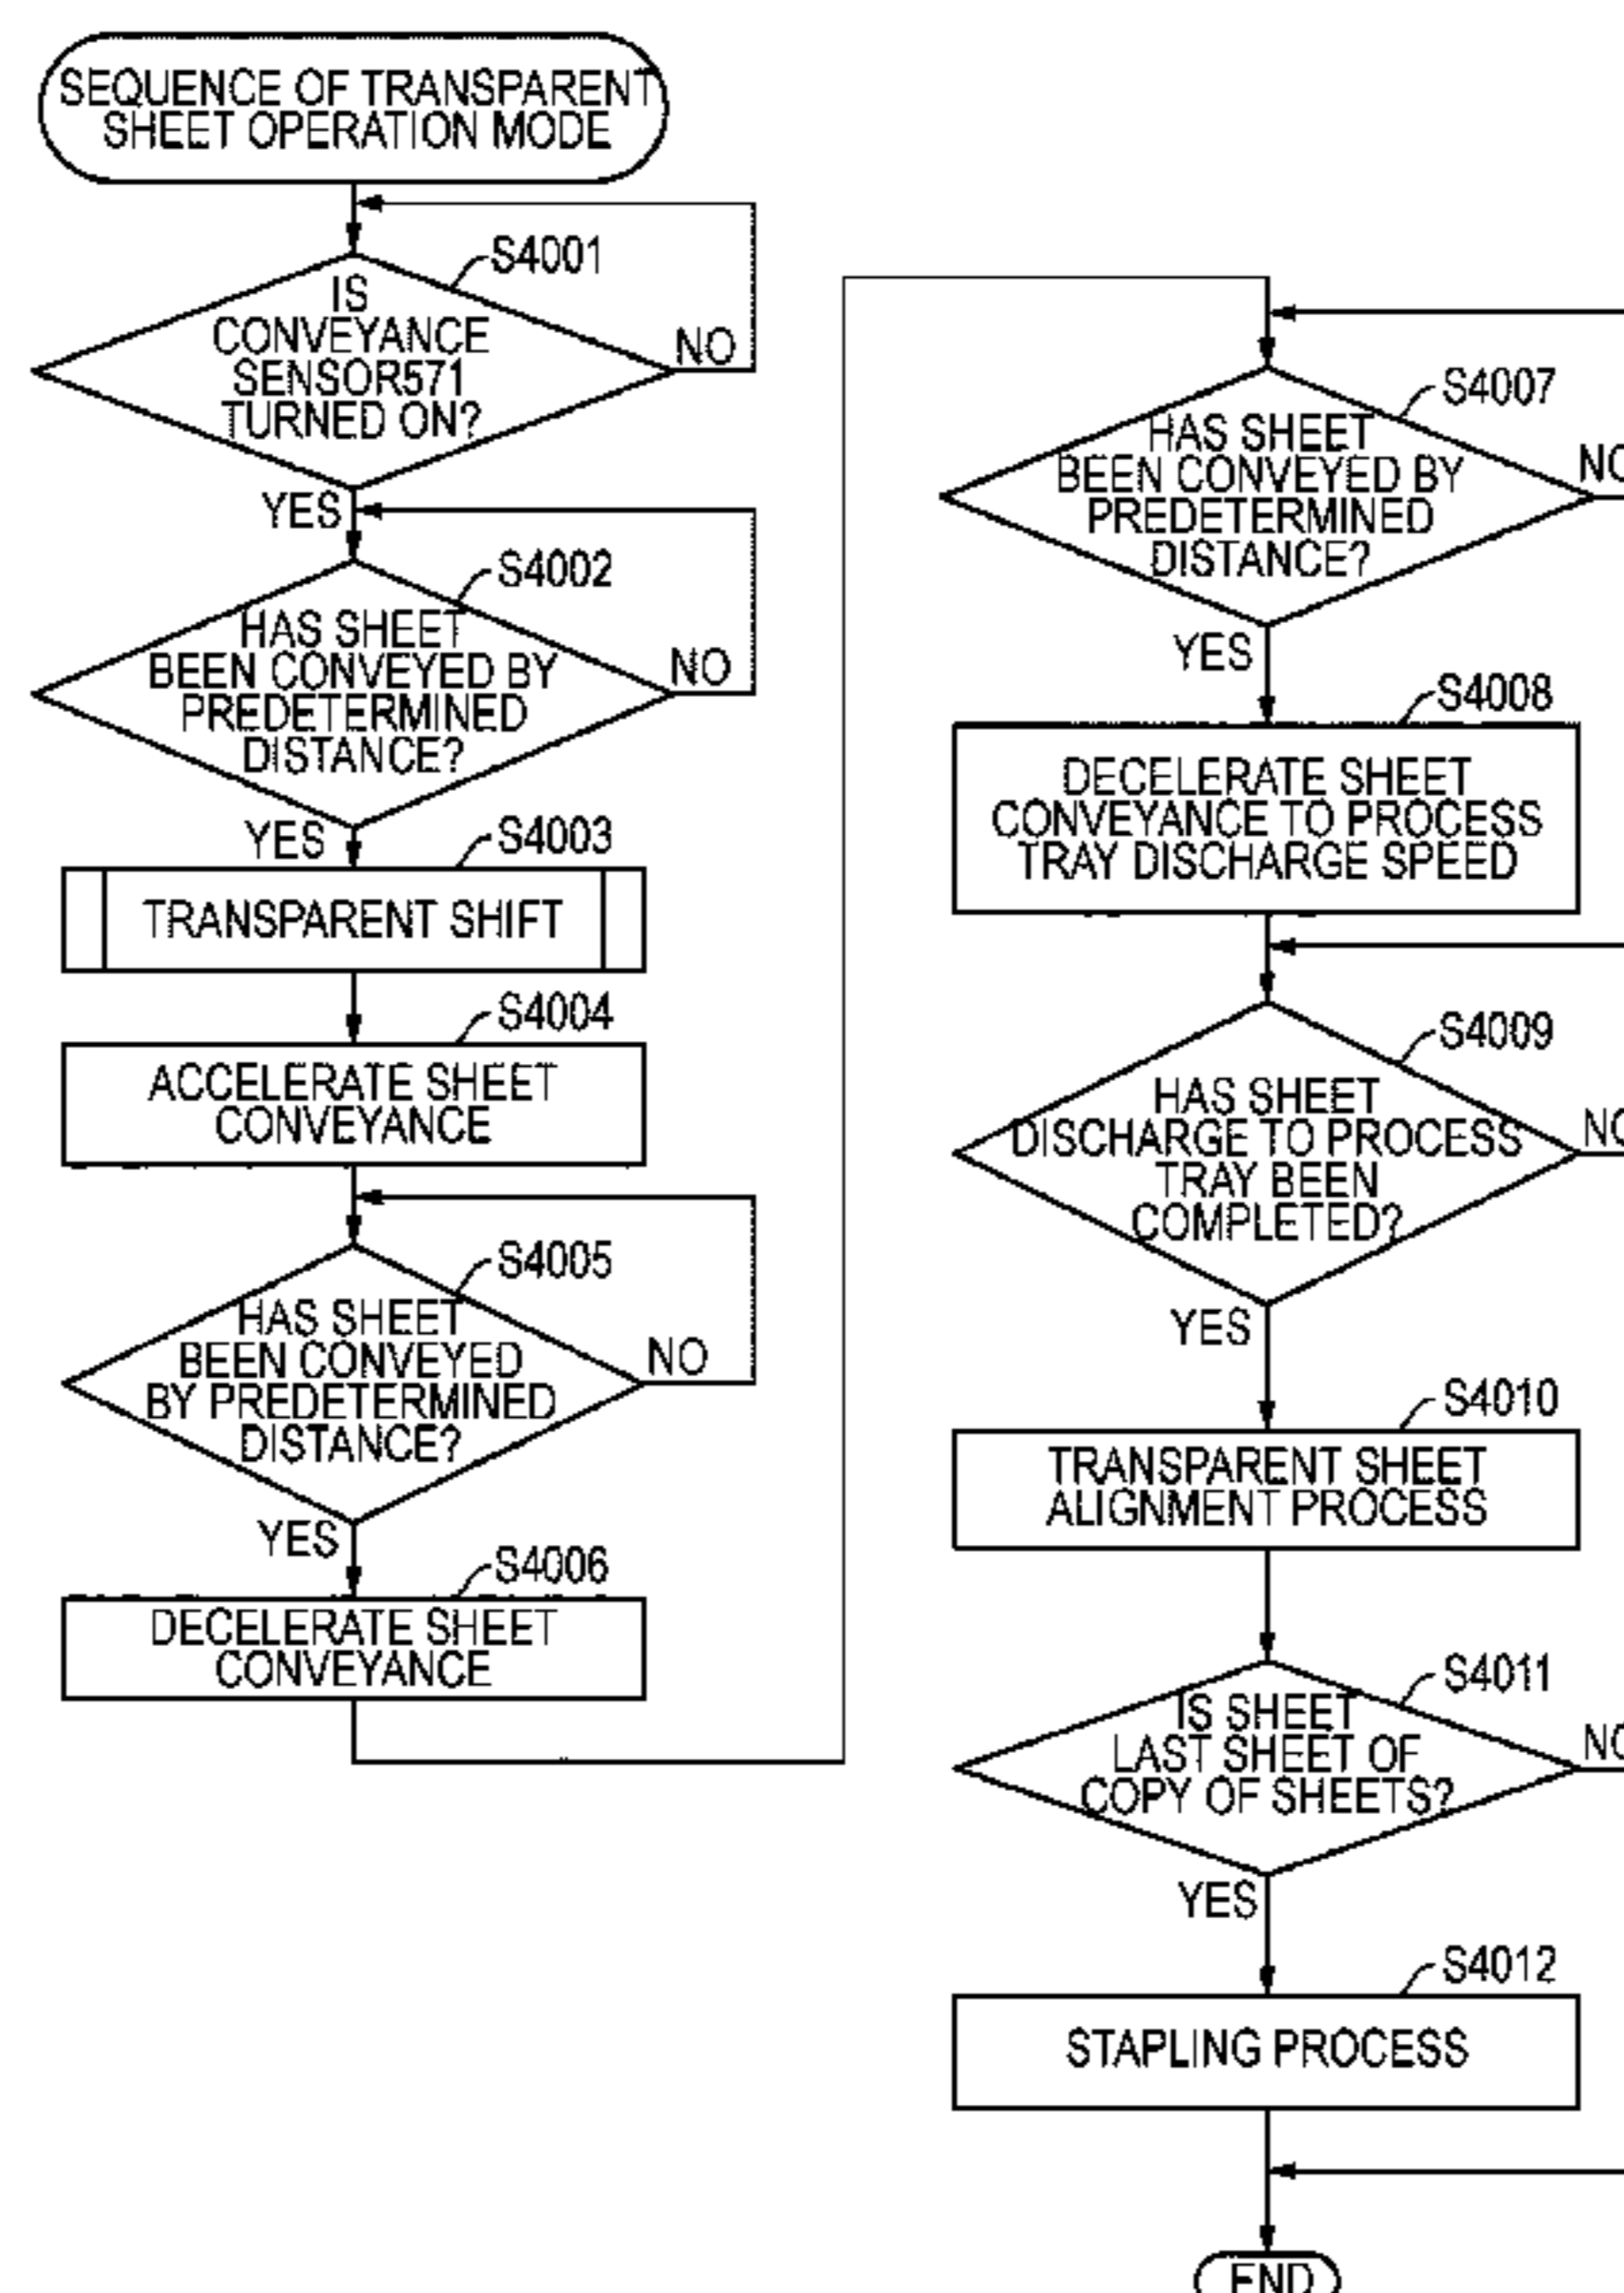 SEQUENCE OF TRANSPARENT
SHEET OPERATION MODE
S4001
IS
CONVEYANCE
SENSOR571
TURNED ON?
NO
YES
S4002
HAS SHEET
BEEN CONVEYED BY
PREDETERMINED
DISTANCE?
NO
YES
S4003
TRANSPARENT SHIFT
S4004
ACCELERATE SHEET
CONVEYANCE
S4005
HAS SHEET
BEEN CONVEYED
BY PREDETERMINED
DISTANCE?
NO
YES
S4006
DECELERATE SHEET
CONVEYANCE
S4007
HAS SHEET
BEEN CONVEYED BY
PREDETERMINED
DISTANCE?
NO
YES
S4008
DECELERATE SHEET
CONVEYANCE TO PROCESS
TRAY DISCHARGE SPEED
S4009
HAS SHEET
DISCHARGE TO PROCESS
TRAY BEEN
COMPLETED?
NO
YES
S4010
TRANSPARENT SHEET
ALIGNMENT PROCESS
S4011
IS SHEET
LAST SHEET OF
COPY OF SHEETS?
NO
YES
S4012
STAPLING PROCESS
END